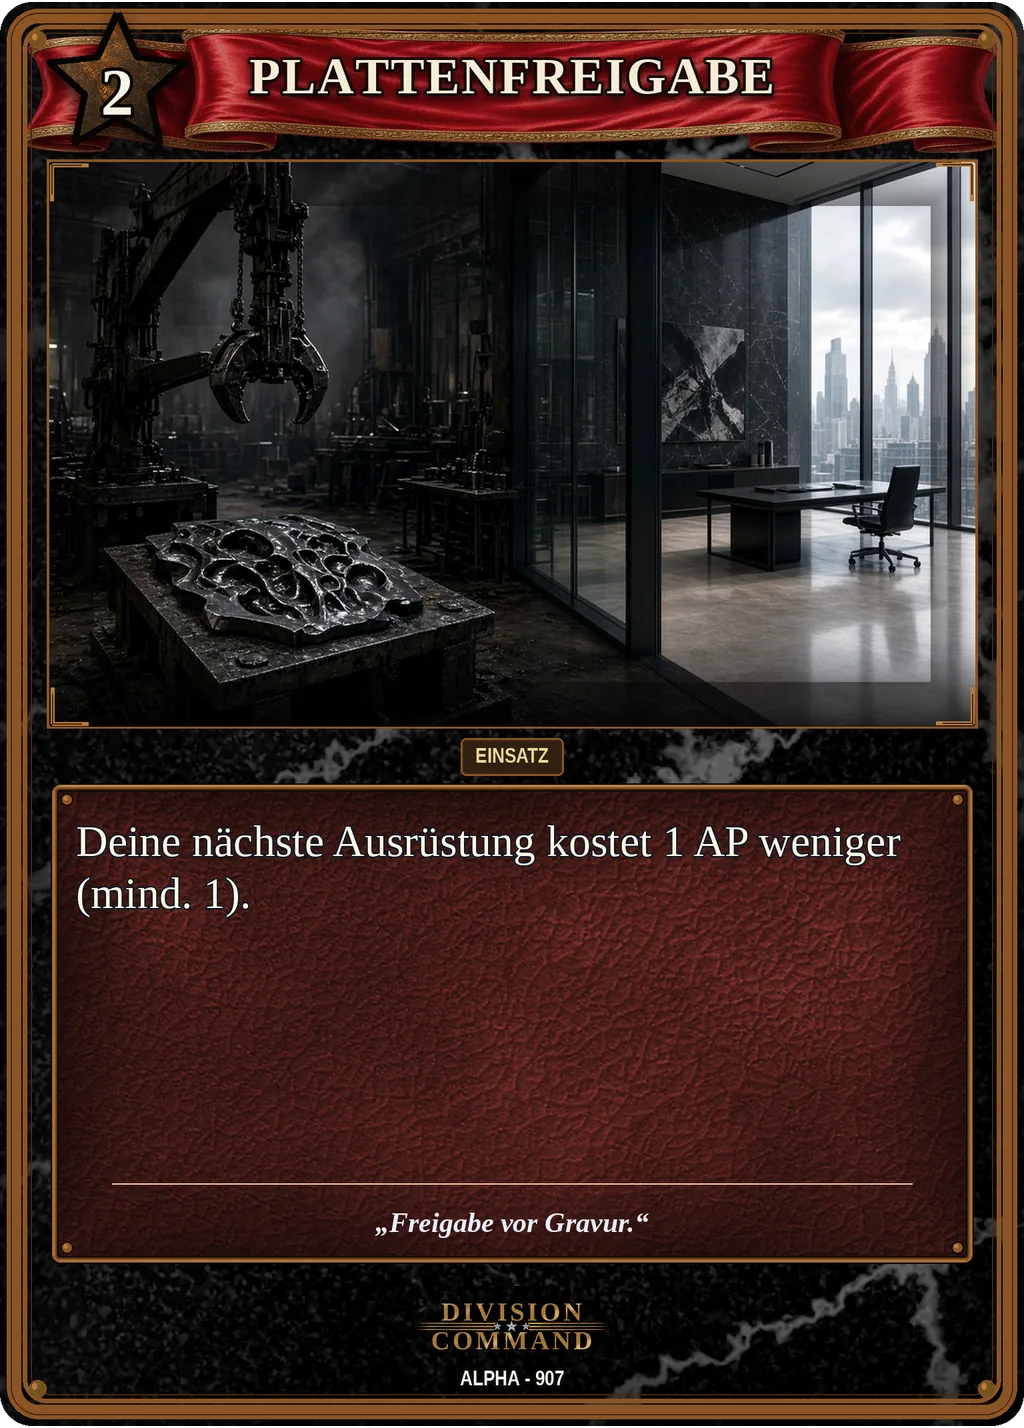 2
PLATTENFREIGABE
EINSATZ
Deine nächste Ausrüstung kostet 1 AP weniger
(mind. 1).
„Freigabe vor Gravur.“
DIVISION
COMMAND
ALPHA - 907